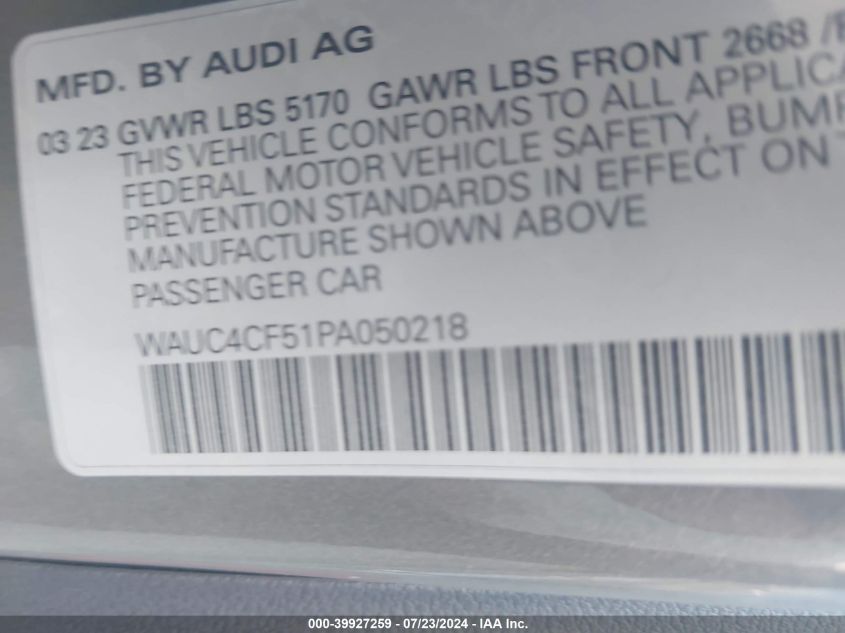 MFD. BY AUDI AG
03 23 GVWR LBS 5170 GAWR LBS FRONT 2668
THIS VEHICLE CONFORMS TO ALL
FEDERAL MOTOR VEHICLE SAFETY,
PREVENTION STANDARDS IN EFFECT ON
MANUFACTURE SHOWN ABOVE
PASSENGER CAR
WAUC4CF51PA050218
000-39927259 - 07/23/2024 - IAA Inc.